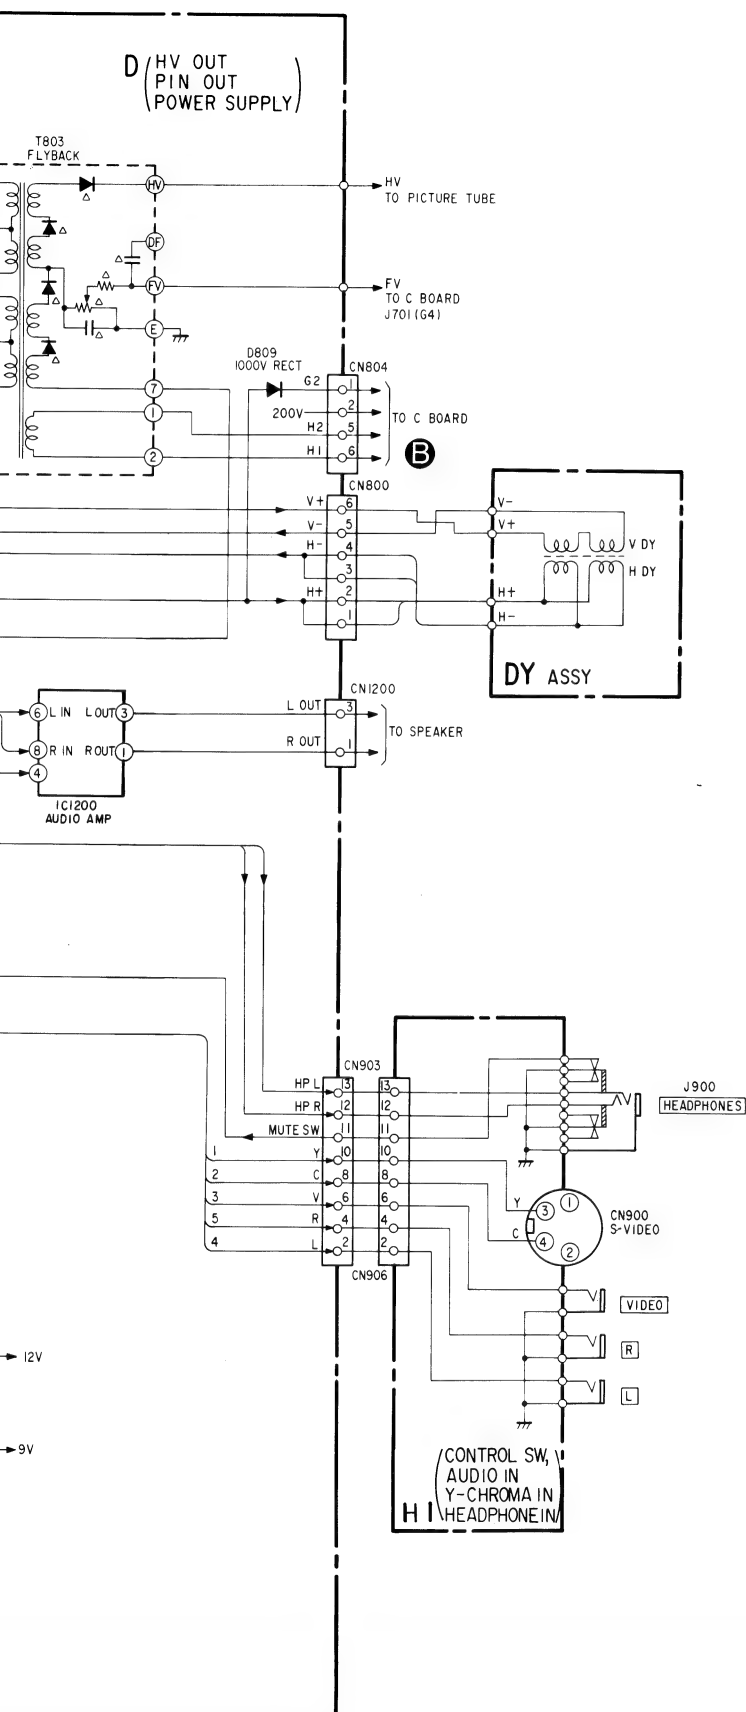 D
HV OUT
PIN OUT
POWER SUPPLY
T803
FLYBACK
HV
HV
TO PICTURE TUBE
DF
FV
FV
TO C BOARD
J701(G4)
E
D809
1000V RECT
CN804
7
G2
1
1
200V
2
TO C BOARD
H2
5
2
H1
6
B
CN800
V+
6
V-
V-
5
V+
H-
4
V DY
3
H DY
H+
2
H+
1
H-
DY ASSY
CN1200
6
L IN
L OUT
3
L OUT
3
TO SPEAKER
8
R IN
R OUT
1
R OUT
1
4
IC1200
AUDIO AMP
CN903
HP L
13
13
J900
HEADPHONES
HP R
12
12
MUTE SW
11
11
1
Y
10
10
2
C
8
8
3
V
6
6
5
R
4
4
4
L
2
2
CN906
Y
3
1
C
4
2
CN900
S-VIDEO
VIDEO
R
L
12V
9V
H1
CONTROL SW,
AUDIO IN
Y-CHROMA IN
HEADPHONE IN